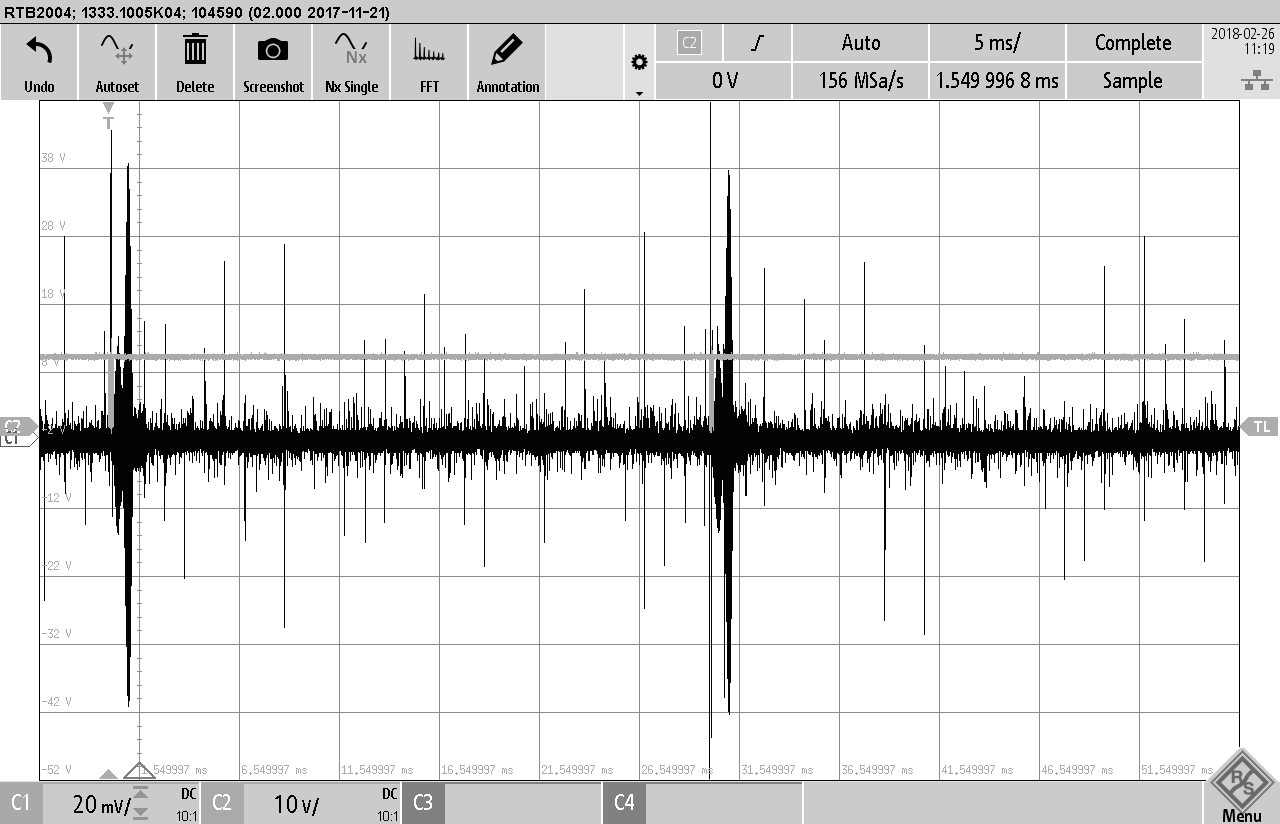 RTB2004; 1333.1005K04; 104590 (02.000 2017-11-21)
Undo
Autoset
Delete
Screenshot
Nx
Nx Single
FFT
Annotation
C2
Auto
5 ms/
Complete
2018-02-26
11:19
0 V
156 MSa/s
1.549 996 8 ms
Sample
T
38 V
28 V
18 V
8 V
C1
TL
-12 V
-22 V
-32 V
-42 V
-52 V
1.549997 ms
6.549997 ms
11.549997 ms
16.549997 ms
21.549997 ms
26.549997 ms
31.549997 ms
36.549997 ms
41.549997 ms
46.549997 ms
51.549997 ms
C1
20 mV/
DC
10:1
C2
10 V/
DC
10:1
C3
C4
R S
Menu